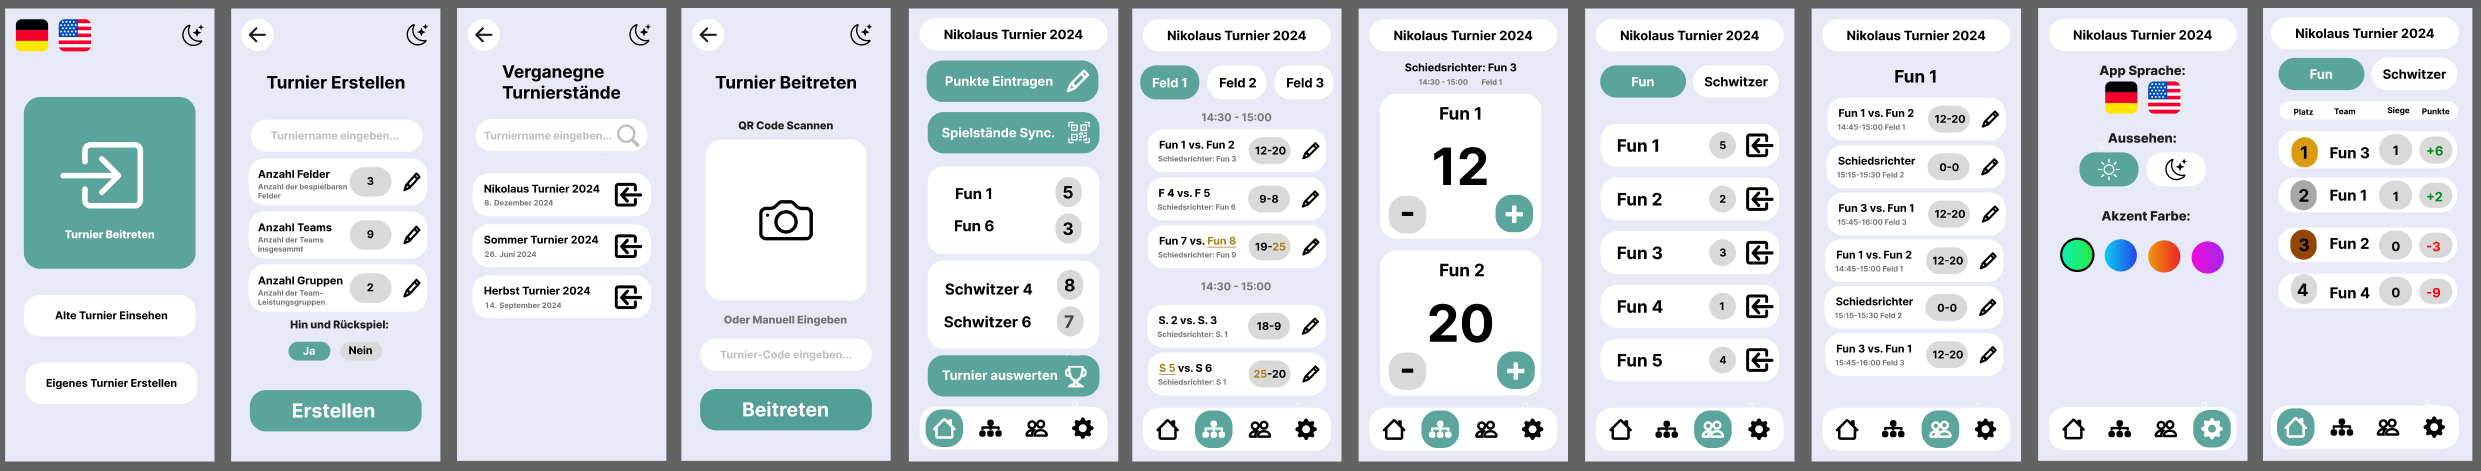 Turnier Beitreten
Alte Turnier Einsehen
Eigenes Turnier Erstellen
Turnier Erstellen
Turniername eingeben...
Anzahl Felder
Anzahl der bespielbaren
Felder
3
Anzahl Teams
Anzahl der Teams
insgesammt
9
Anzahl Gruppen
Anzahl der Team-
Leistungsgruppen
2
Hin und Rückspiel:
Ja
Nein
Erstellen
Verganegne
Turnierstände
Turniername eingeben...
Nikolaus Turnier 2024
8. Dezember 2024
Sommer Turnier 2024
26. Juni 2024
Herbst Turnier 2024
14. September 2024
Turnier Beitreten
QR Code Scannen
Oder Manuell Eingeben
Turnier-Code eingeben...
Beitreten
Nikolaus Turnier 2024
Punkte Eintragen
Spielstände Sync.
Fun 1 5
Fun 6 3
Schwitzer 4 8
Schwitzer 6 7
Turnier auswerten
Nikolaus Turnier 2024
Feld 1 Feld 2 Feld 3
14:30 - 15:00
Fun 1 vs. Fun 2 12-20
Schiedsrichter: Fun 3
F 4 vs. F 5 9-8
Schiedsrichter: Fun 6
Fun 7 vs. Fun 8 19-25
Schiedsrichter: Fun 9
14:30 - 15:00
S. 2 vs. S. 3 18-9
Schiedsrichter: S. 1
S 5 vs. S 6 25-20
Schiedsrichter: S 1
Nikolaus Turnier 2024
Schiedsrichter: Fun 3
14:30 - 15:00 Feld 1
Fun 1
12
- +
Fun 2
20
- +
Nikolaus Turnier 2024
Fun Schwitzer
Fun 1 5
Fun 2 2
Fun 3 3
Fun 4 1
Fun 5 4
Nikolaus Turnier 2024
Fun 1
Fun 1 vs. Fun 2 12-20
14:45-15:00 Feld 1
Schiedsrichter 0-0
15:15-15:30 Feld 2
Fun 3 vs. Fun 1 12-20
15:45-16:00 Feld 3
Fun 1 vs. Fun 2 12-20
14:45-15:00 Feld 1
Schiedsrichter 0-0
15:15-15:30 Feld 2
Fun 3 vs. Fun 1 12-20
15:45-16:00 Feld 3
Nikolaus Turnier 2024
App Sprache:
Aussehen:
Akzent Farbe:
Nikolaus Turnier 2024
Fun Schwitzer
Platz Team Siege Punkte
1 Fun 3 1 +6
2 Fun 1 1 +2
3 Fun 2 0 -3
4 Fun 4 0 -9